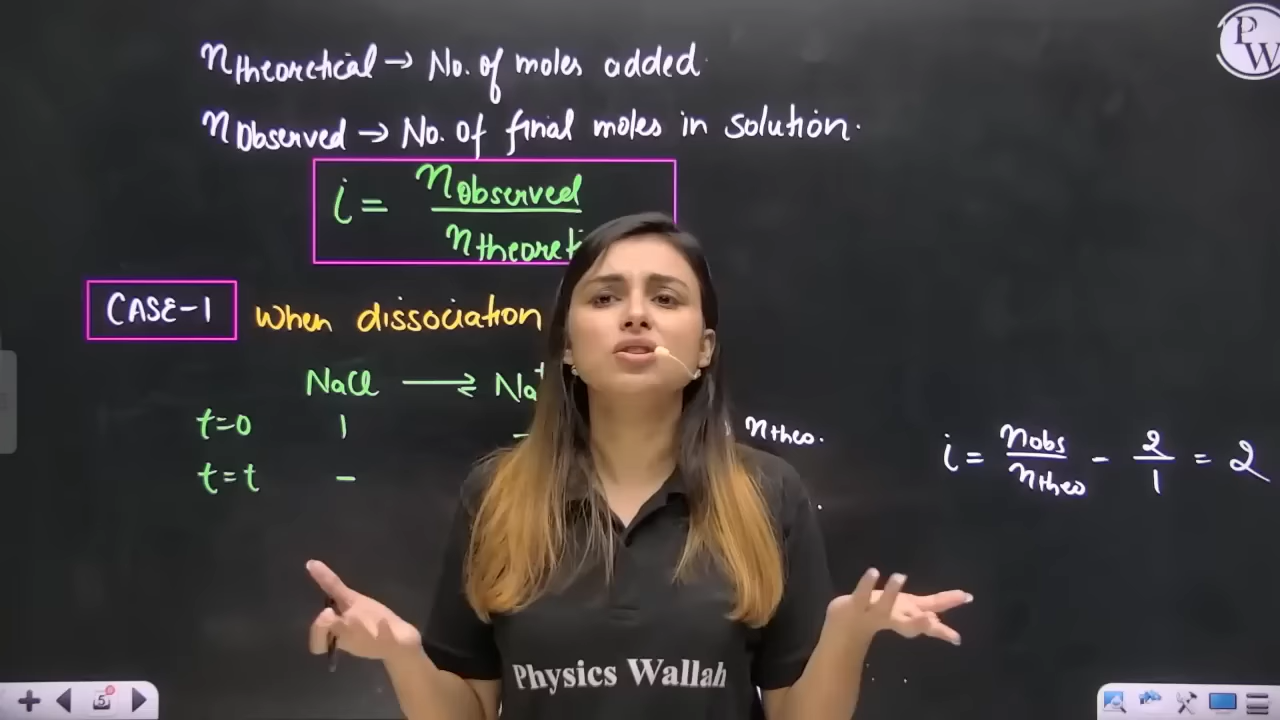 PW
n theoretical → No. of moles added
n Observed → No. of final moles in solution.
i = n observed / n theoret
CASE-1 When dissociation
NaCl ⇌ Na+
t=0 1 -
n theo.
t=t -
i = n obs / n theo - 2 / 1 = 2
Physics Wallah
5